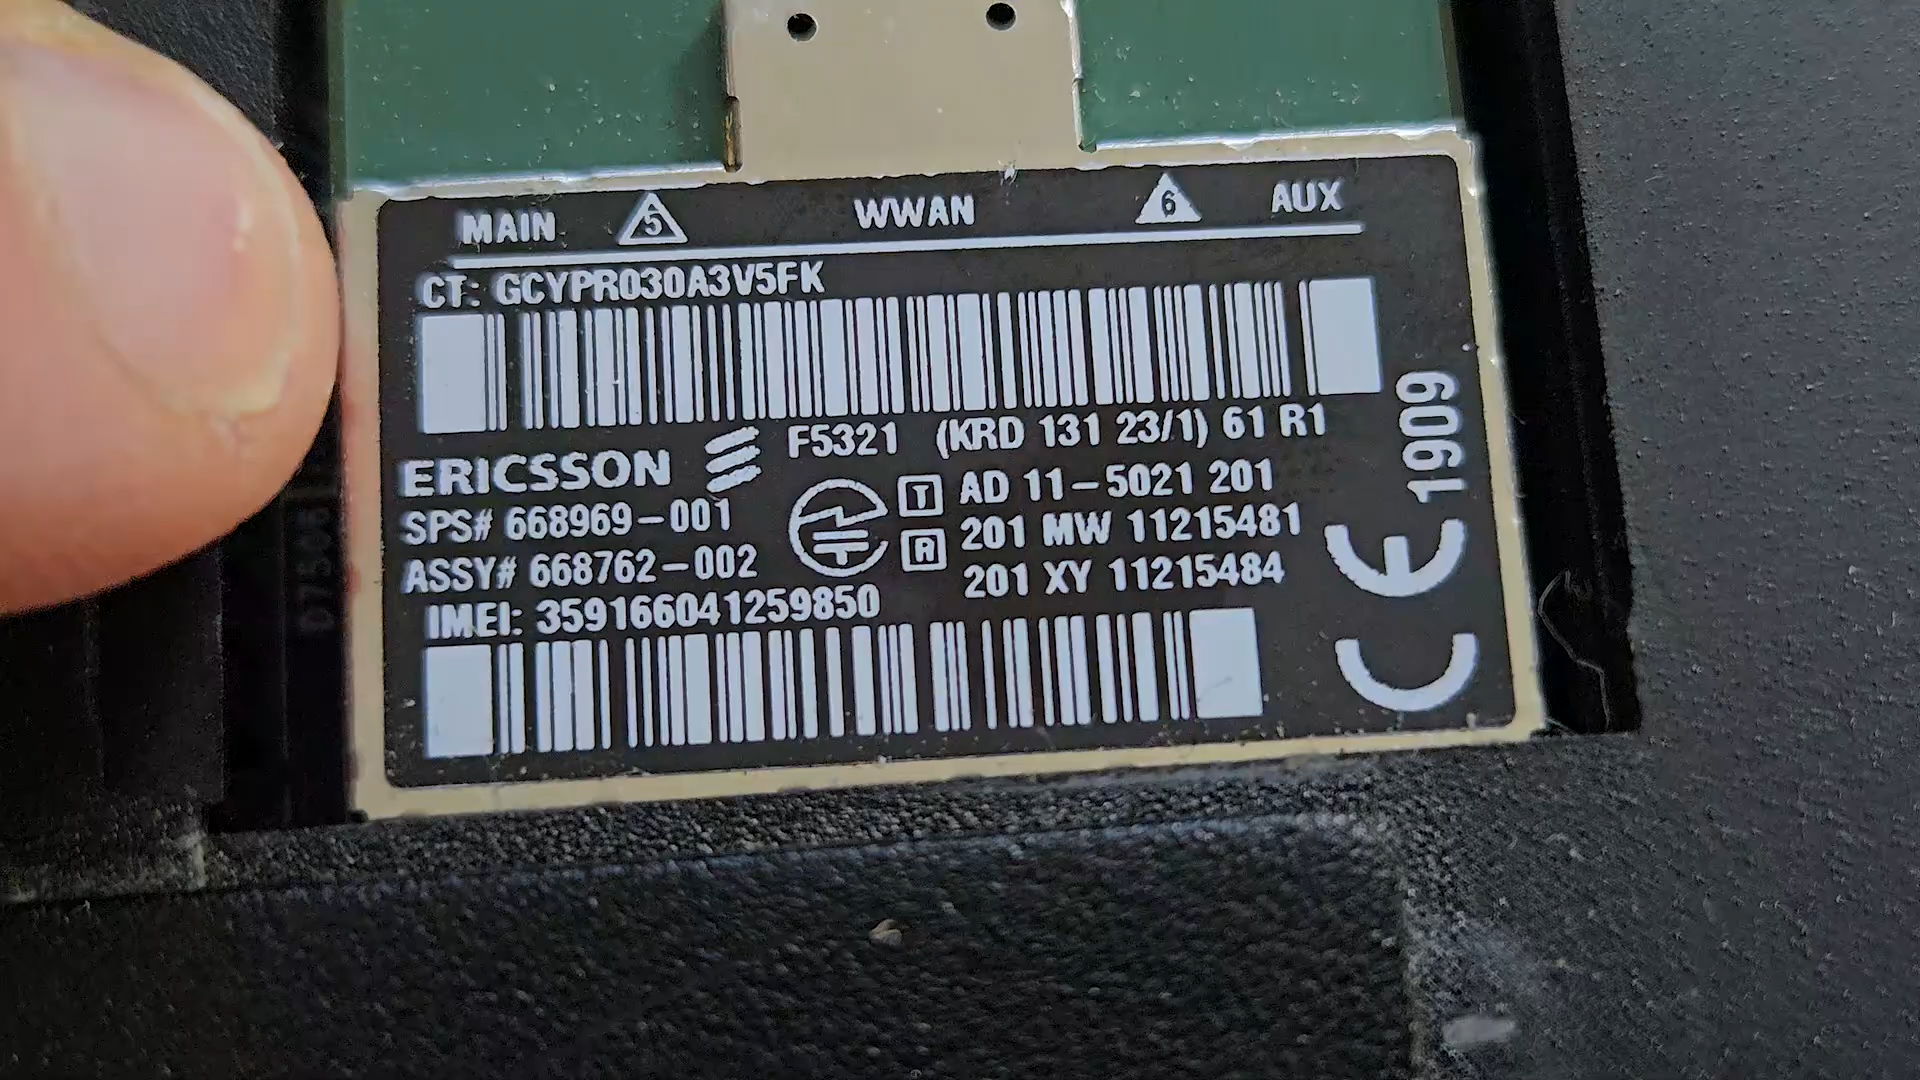 MAIN 5 WWAN 6 AUX
CT: GCYPR030A3V5FK
ERICSSON F5321 (KRD 131 23/1) 61 R1
SPS# 668969-001
ASSY# 668762-002
IMEI: 359166041259850
T AD 11-5021 201
R 201 MW 11215481
201 XY 11215484
CE 1909